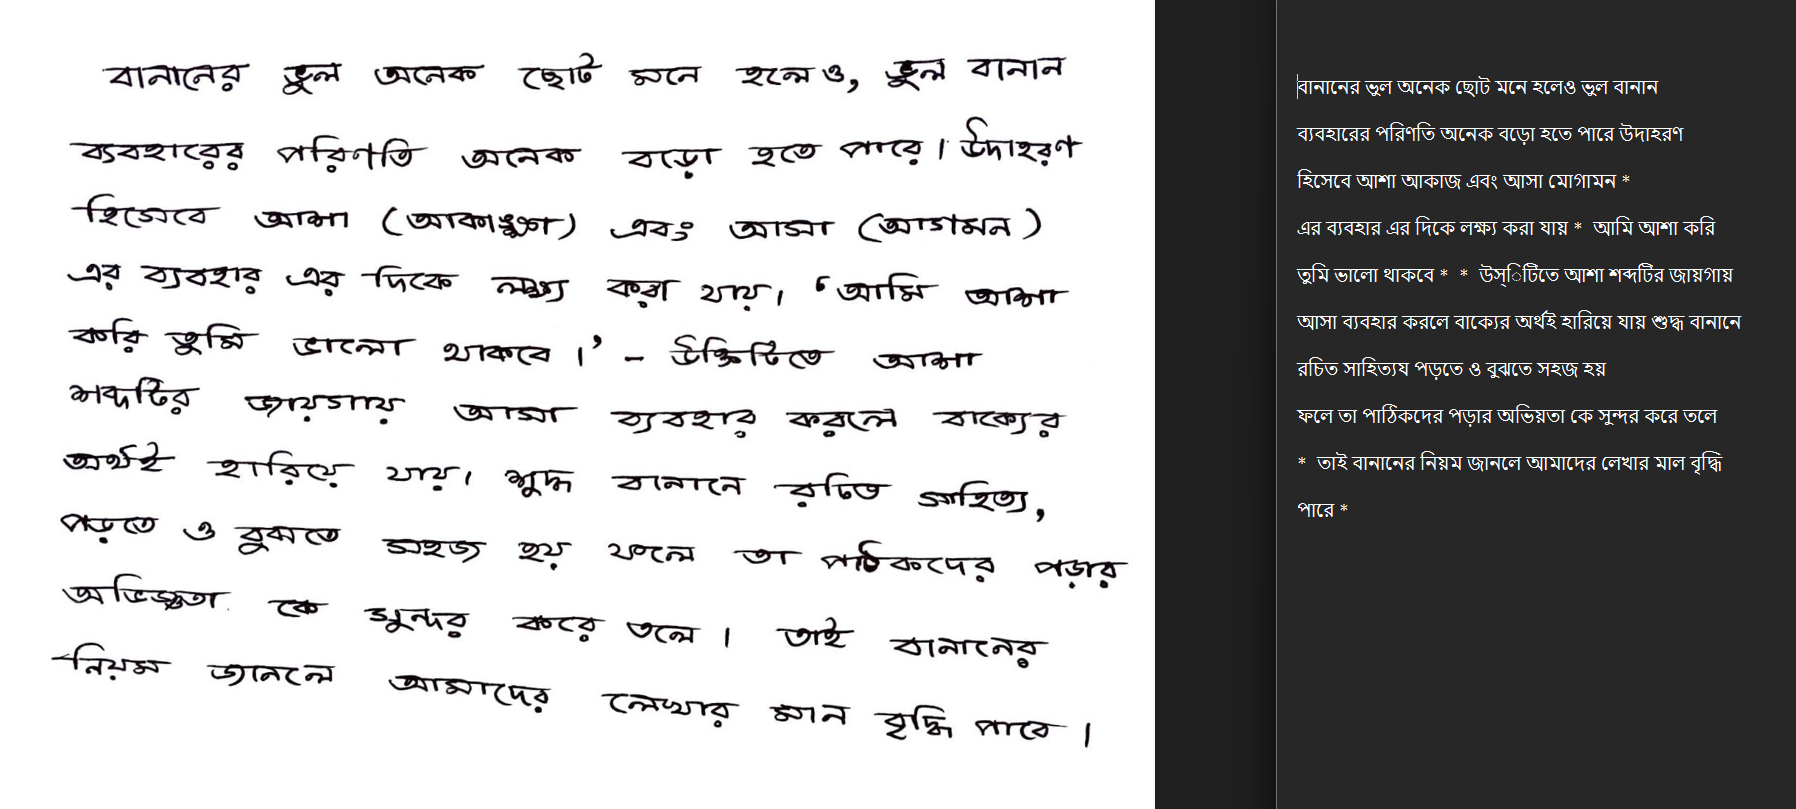 বানানের ভুল অনেক ছোট মনে হলেও, ভুল বানান
ব্যবহারের পরিণতি অনেক বড়ো হতে পারে। উদাহরণ
হিসেবে আশা (আকাঙ্ক্ষা) এবং আসা (আগমন)
এর ব্যবহার এর দিকে লক্ষ্য করা যায়। ‘আমি আশা
করি তুমি ভালো থাকবে।’ - উক্তিটিতে আশা
শব্দটির জায়গায় আসা ব্যবহার করলে বাক্যের
অর্থই হারিয়ে যায়। শুদ্ধ বানানে রচিত সাহিত্য,
পড়তে ও বুঝতে সহজ হয় ফলে তা পাঠকদের পড়ার
অভিজ্ঞতা কে সুন্দর করে তলে। তাই বানানের
নিয়ম জানলে আমাদের লেখার মান বৃদ্ধি পাবে।
বানানের ভুল অনেক ছোট মনে হলেও ভুল বানান
ব্যবহারের পরিণতি অনেক বড়ো হতে পারে উদাহরণ
হিসেবে আশা আকাজ এবং আসা মোগামন *
এর ব্যবহার এর দিকে লক্ষ্য করা যায় * আমি আশা করি
তুমি ভালো থাকবে * * উস্িটিতে আশা শব্দটির জায়গায়
আসা ব্যবহার করলে বাক্যের অর্থই হারিয়ে যায় শুদ্ধ বানানে
রচিত সাহিত্যয পড়তে ও বুঝতে সহজ হয়
ফলে তা পাঠিকদের পড়ার অভিয়তা কে সুন্দর করে তলে
* তাই বানানের নিয়ম জানলে আমাদের লেখার মাল বৃদ্ধি
পারে *